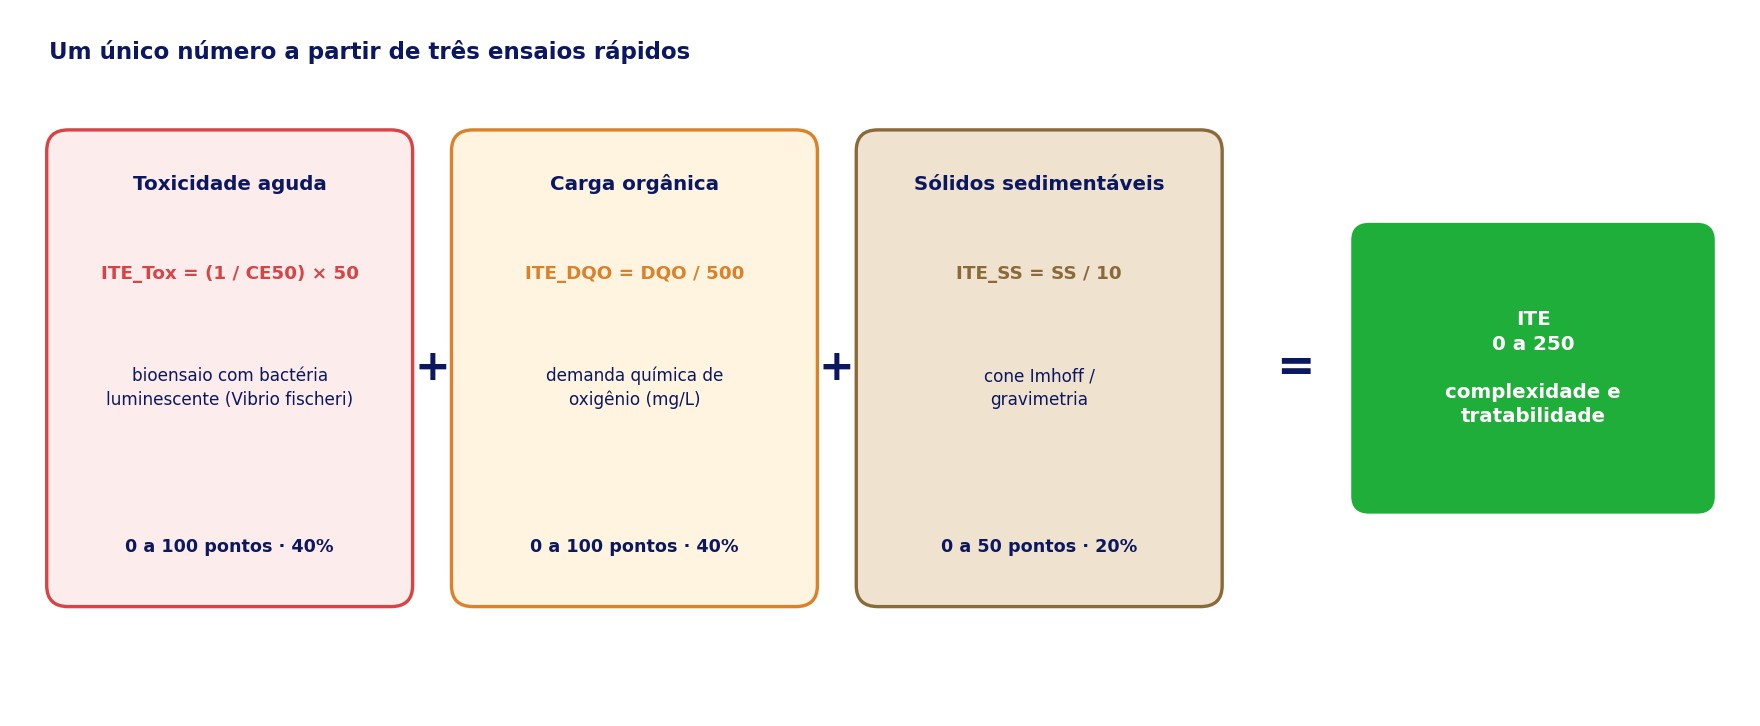 Um único número a partir de três ensaios rápidos
Toxicidade aguda
ITE_Tox = (1 / CE50) × 50
bioensaio com bactéria
luminescente (Vibrio fischeri)
0 a 100 pontos · 40%
+
Carga orgânica
ITE_DQO = DQO / 500
demanda química de
oxigênio (mg/L)
0 a 100 pontos · 40%
+
Sólidos sedimentáveis
ITE_SS = SS / 10
cone Imhoff /
gravimetria
0 a 50 pontos · 20%
=
ITE
0 a 250
complexidade e
tratabilidade